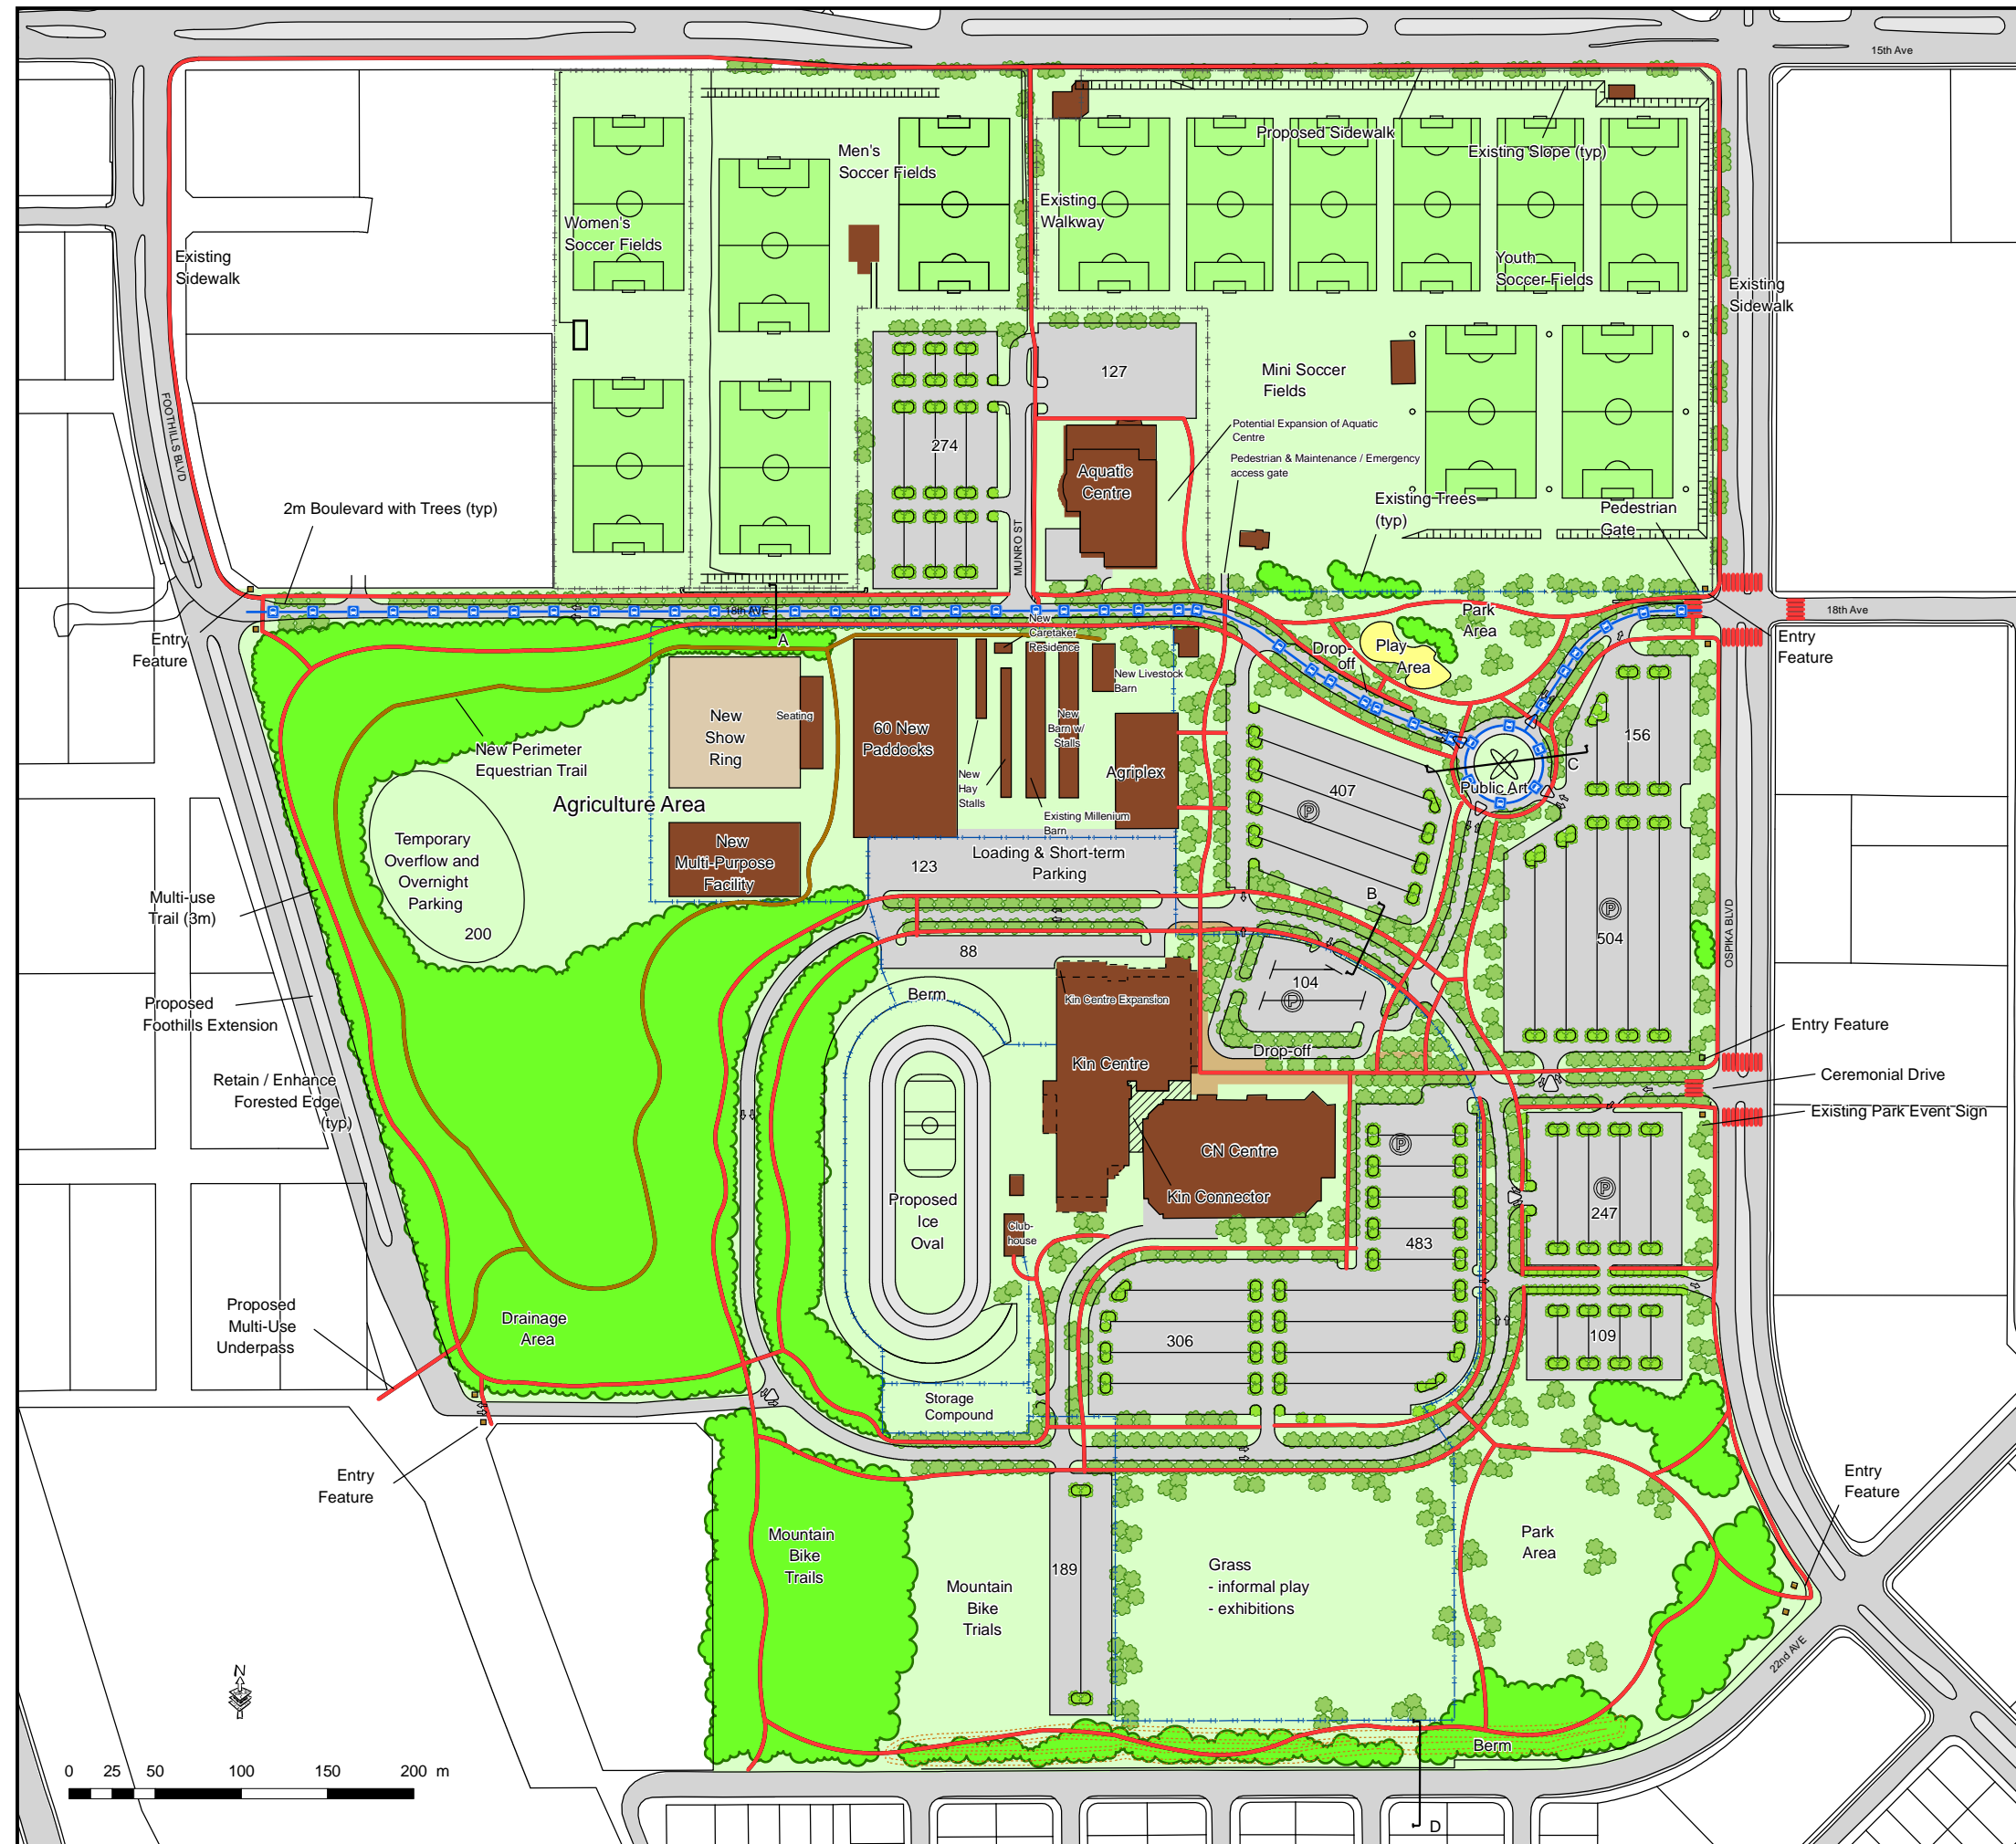 15th Ave
Proposed Sidewalk
Existing Slope (typ)
Men's
Soccer Fields
Women's
Soccer Fields
Existing
Walkway
Youth
Soccer Fields
Existing
Sidewalk
Existing
Sidewalk
FOOTHILLS BLVD
127
Mini Soccer
Fields
274
Potential Expansion of Aquatic
Centre
Pedestrian & Maintenance / Emergency
access gate
Aquatic
Centre
Existing Trees
(typ)
Pedestrian
Gate
2m Boulevard with Trees (typ)
MUNRO ST
18th AVE
18th Ave
A
Entry
Feature
New
Caretaker
Residence
Park
Area
Play
Area
Drop-
off
Entry
Feature
New Livestock
Barn
New
Show
Ring
Seating
60 New
Paddocks
New
Barn w/
Stalls
156
New Perimeter
Equestrian Trail
New
Hay
Stalls
Agriplex
C
Public Art
407
P
Agriculture Area
Existing Millenium
Barn
Temporary
Overflow and
Overnight
Parking
200
New
Multi-Purpose
Facility
123
Loading & Short-term
Parking
B
P
504
OSPIKA BLVD
Multi-use
Trail (3m)
88
104
P
Proposed
Foothills Extension
Berm
Kin Centre Expansion
Entry Feature
Drop-off
Kin Centre
Ceremonial Drive
Retain / Enhance
Forested Edge
(typ)
Existing Park Event Sign
CN Centre
P
Kin Connector
P
247
Proposed
Ice
Oval
Club-
house
483
Proposed
Multi-Use
Underpass
Drainage
Area
306
109
Storage
Compound
Entry
Feature
Entry
Feature
Mountain
Bike
Trails
Mountain
Bike
Trials
189
Grass
- informal play
- exhibitions
Park
Area
22nd AVE
N
Berm
0 25 50 100 150 200 m
D